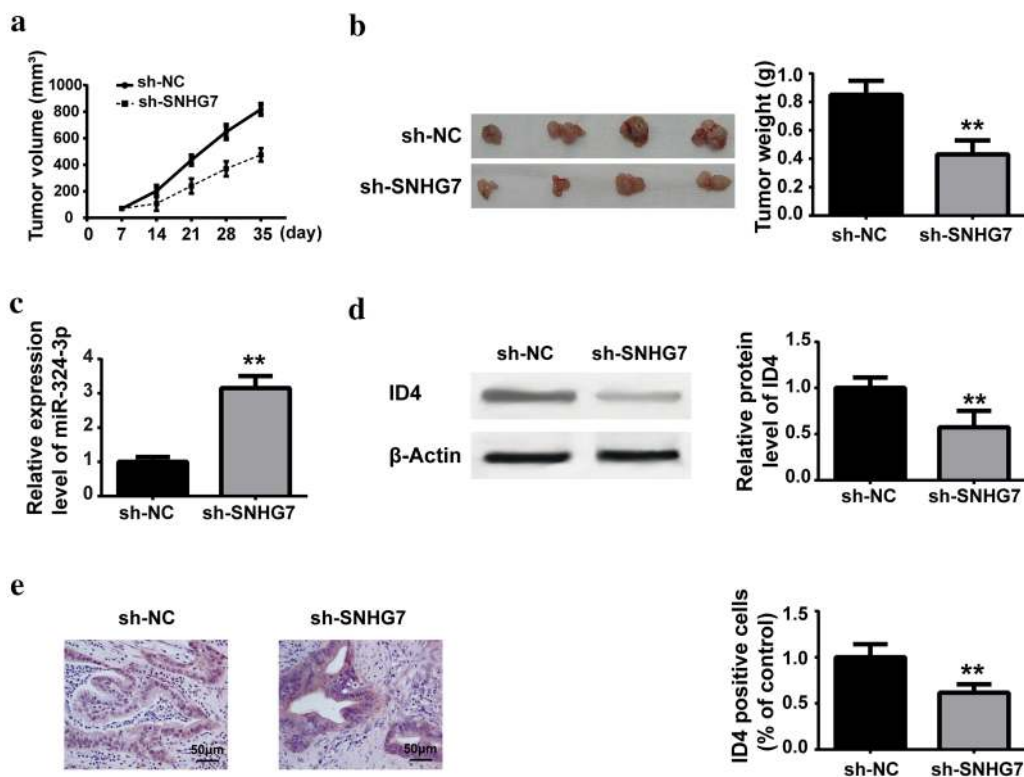 a
Tumor volume (mm³)
1000
800
600
400
200
0
sh-NC
sh-SNHG7
0 7 14 21 28 35 (day)
b
sh-NC
sh-SNHG7
Tumor weight (g)
1.0
0.8
0.6
0.4
0.2
0.0
**
sh-NC sh-SNHG7
c
Relative expression
level of miR-324-3p
4
3
2
1
0
**
sh-NC sh-SNHG7
d
sh-NC sh-SNHG7
ID4
β-Actin
Relative protein
level of ID4
1.5
1.0
0.5
0.0
**
sh-NC sh-SNHG7
e
sh-NC sh-SNHG7
50μm 50μm
ID4 positive cells
(% of control)
1.5
1.0
0.5
0.0
**
sh-NC sh-SNHG7